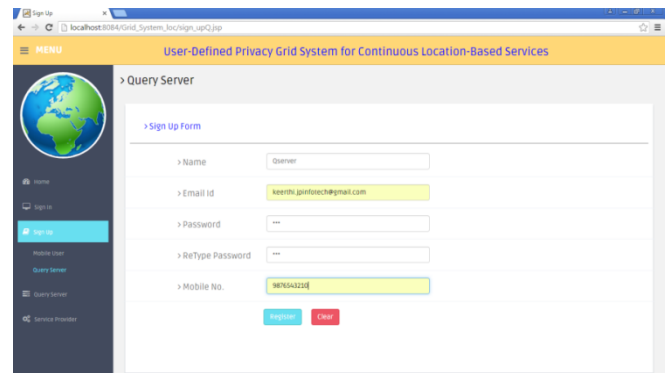 Sign Up
localhost:8084/Grid_System_loc/sign_upQ.jsp
MENU
User-Defined Privacy Grid System for Continuous Location-Based Services
> Query Server
> Sign Up Form
> Name
Qserver
> Email Id
keerthi.jpinfotech@gmail.com
> Password
***
> ReType Password
***
> Mobile No.
9876543210
Register
Clear
Home
Sign In
Sign Up
Mobile User
Query Server
Query Server
Service Provider